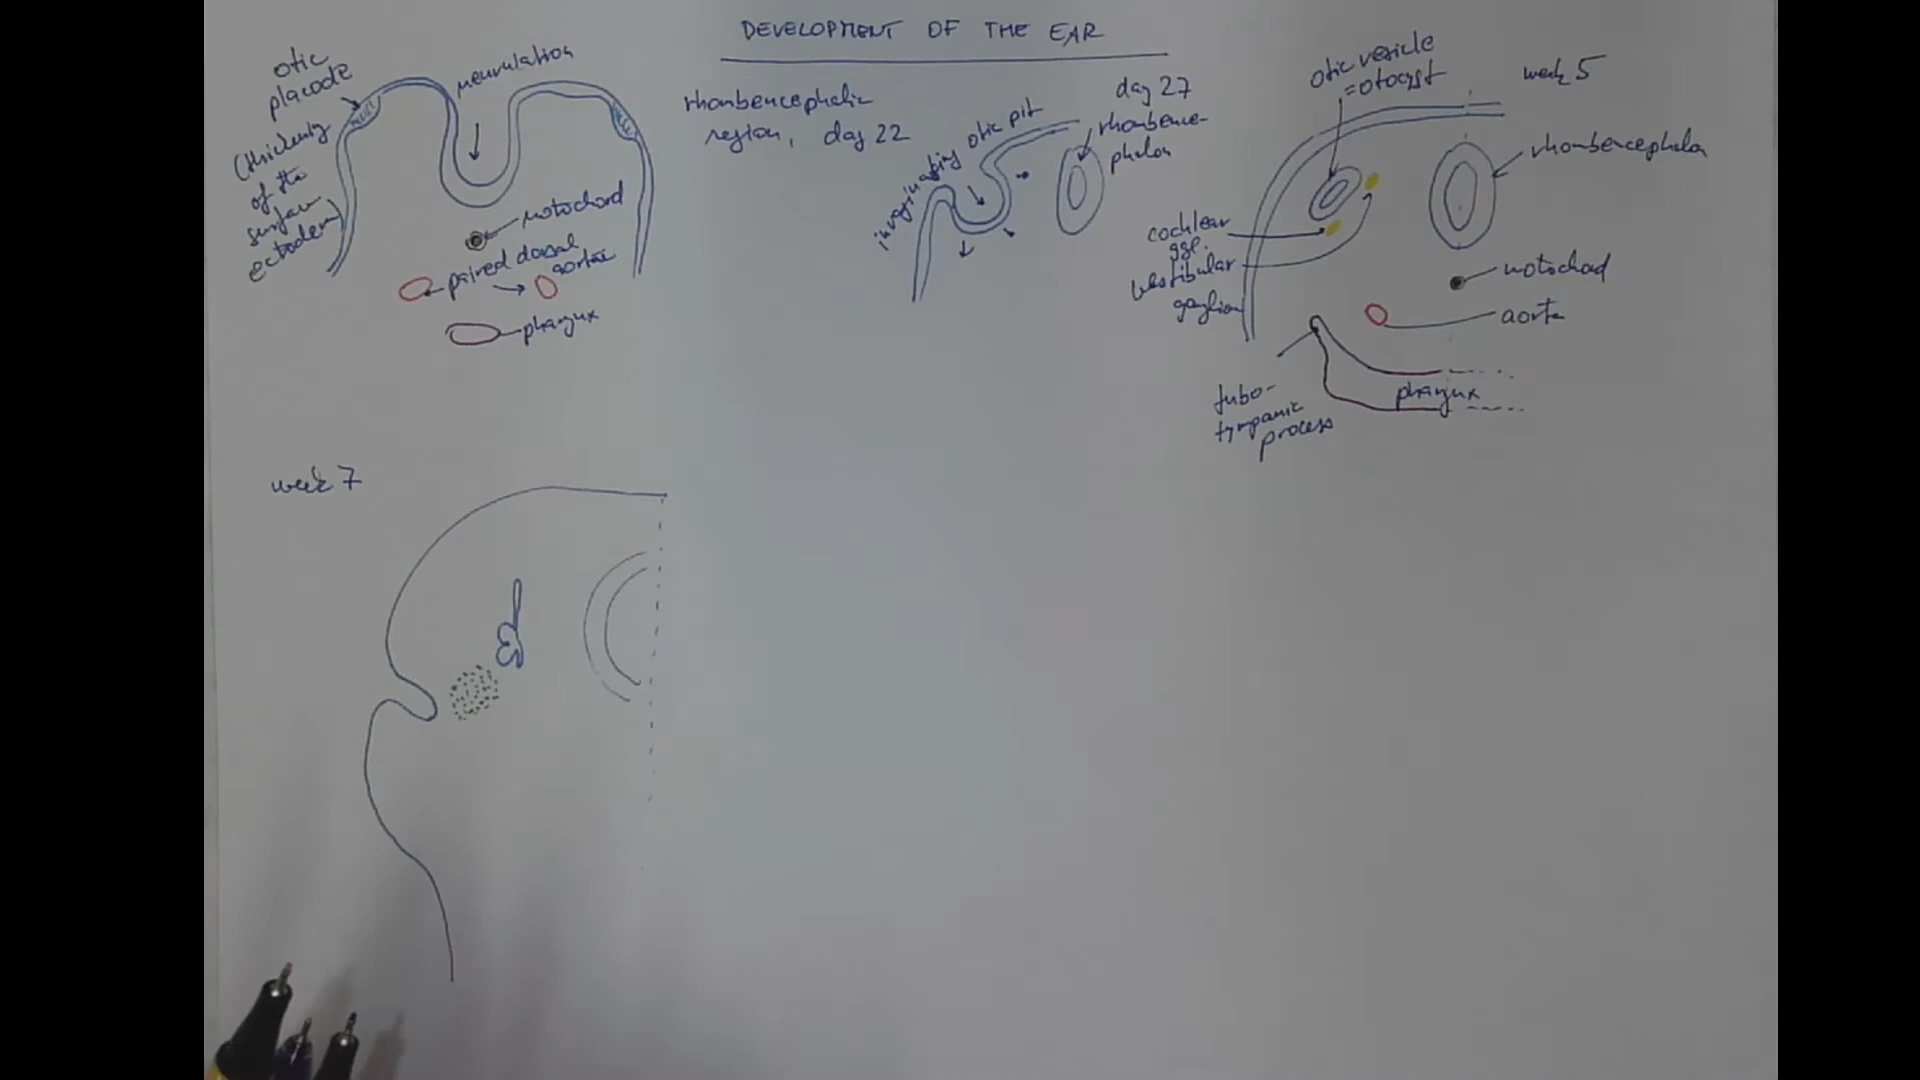 DEVELOPMENT OF THE EAR
otic
placode
(thickening
of the
surface
ectoderm)
neurulation
notochord
paired dorsal
aortae
pharynx
rhombencephalic
region, day 22
day 27
invaginating otic pit
rhombence-
phalon
week 5
otic vesicle
=otocyst
rhombencephalon
cochlear
ggl.
vestibular
ganglion
notochord
aorta
pharynx
tubo-
tympanic
process
week 7